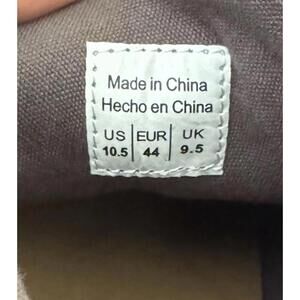 Made in China
Hecho en China
US EUR UK
10.5 44 9.5